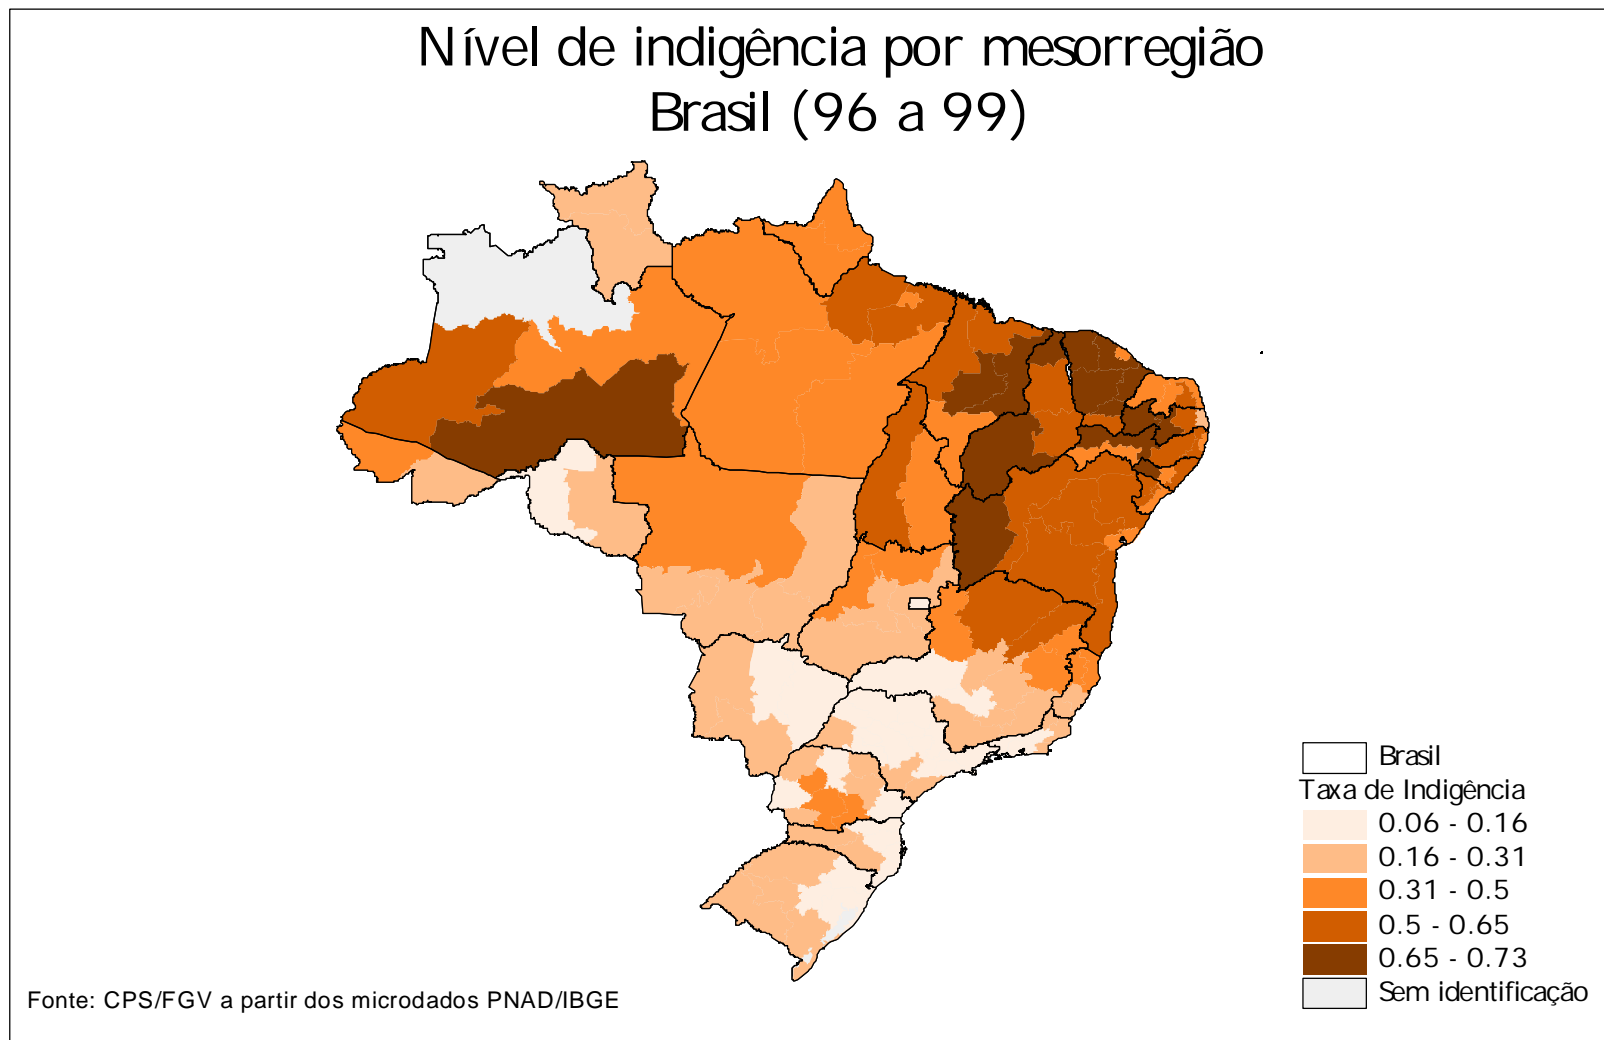 Nível de indigência por mesorregião
Brasil (96 a 99)
Brasil
Taxa de Indigência
0.06 - 0.16
0.16 - 0.31
0.31 - 0.5
0.5 - 0.65
0.65 - 0.73
Sem identificação
Fonte: CPS/FGV a partir dos microdados PNAD/IBGE